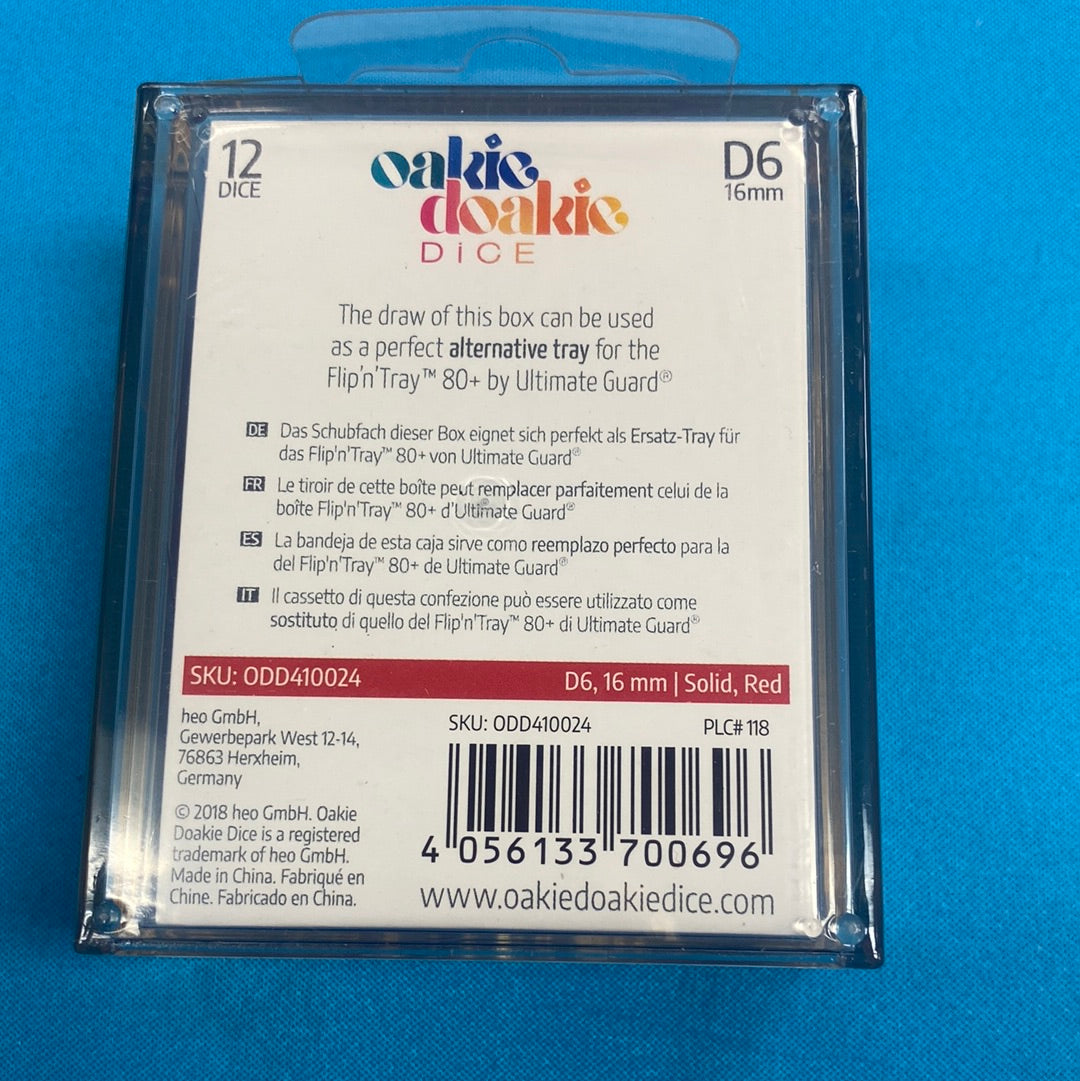 12
DICE
oakie
doakie
DiCE
D6
16mm
The draw of this box can be used
as a perfect alternative tray for the
Flip'n'Tray™ 80+ by Ultimate Guard®
DE Das Schubfach dieser Box eignet sich perfekt als Ersatz-Tray für
das Flip'n'Tray™ 80+ von Ultimate Guard®
FR Le tiroir de cette boîte peut remplacer parfaitement celui de la
boîte Flip'n'Tray™ 80+ d'Ultimate Guard®
ES La bandeja de esta caja sirve como reemplazo perfecto para la
del Flip'n'Tray™ 80+ de Ultimate Guard®
IT Il cassetto di questa confezione può essere utilizzato come
sostituto di quello del Flip'n'Tray™ 80+ di Ultimate Guard®
SKU: ODD410024 D6, 16 mm | Solid, Red
heo GmbH,
Gewerbepark West 12-14,
76863 Herxheim,
Germany
© 2018 heo GmbH. Oakie
Doakie Dice is a registered
trademark of heo GmbH.
Made in China. Fabriqué en
Chine. Fabricado en China.
SKU: ODD410024 PLC# 118
4 056133 700696
www.oakiedoakiedice.com